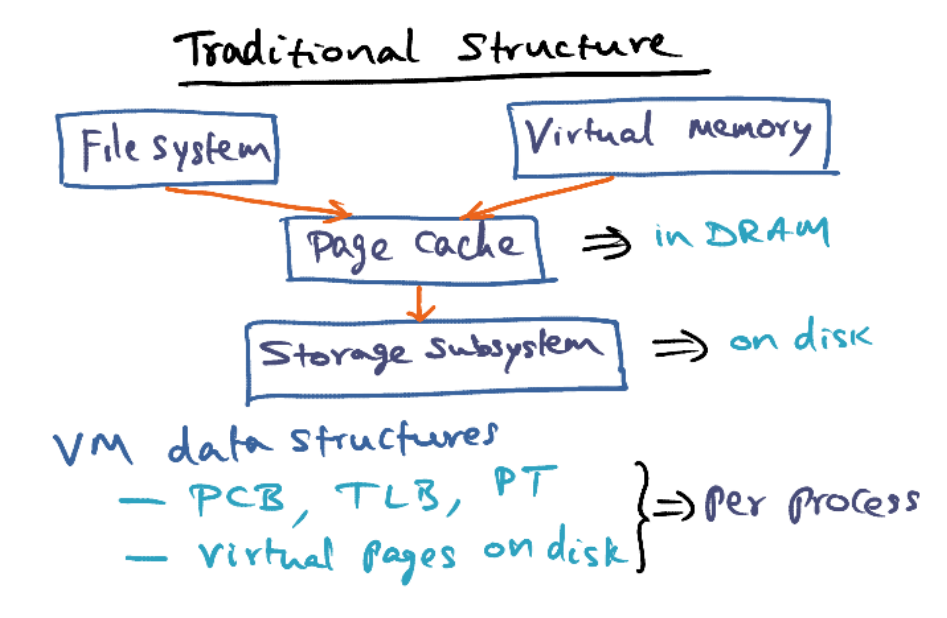 Traditional Structure
File system
Virtual memory
Page Cache ⇒ in DRAM
Storage subsystem ⇒ on disk
VM data structures
— PCB, TLB, PT
— Virtual pages on disk
} ⇒ per process